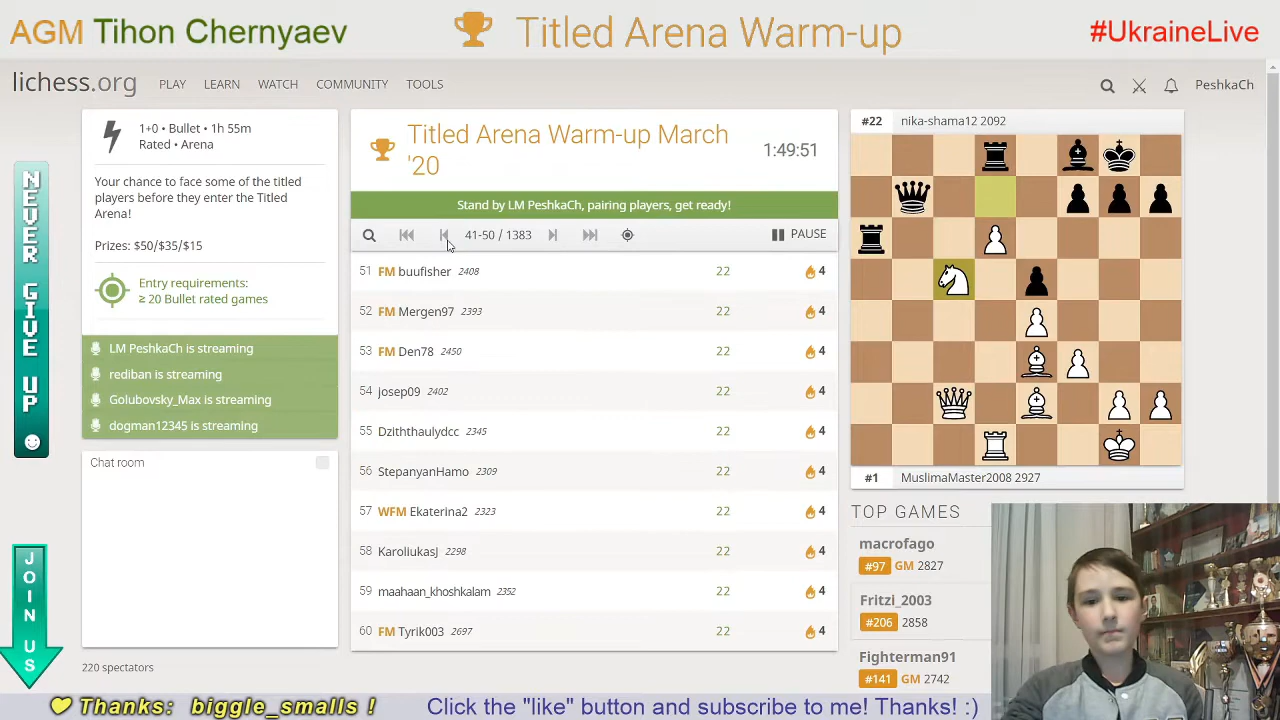 AGM Tihon Chernyaev
Titled Arena Warm-up
#UkraineLive
lichess.org
PLAY
LEARN
WATCH
COMMUNITY
TOOLS
PeshkaCh
NEVER GIVE UP
JOIN US
1+0 • Bullet • 1h 55m
Rated • Arena
Your chance to face some of the titled
players before they enter the Titled
Arena!
Prizes: $50/$35/$15
Entry requirements:
≥ 20 Bullet rated games
LM PeshkaCh is streaming
rediban is streaming
Golubovsky_Max is streaming
dogman12345 is streaming
Chat room
220 spectators
Titled Arena Warm-up March
'20
1:49:51
Stand by LM PeshkaCh, pairing players, get ready!
41-50 / 1383
PAUSE
51 FM buufisher 2408 22 4
52 FM Mergen97 2393 22 4
53 FM Den78 2450 22 4
54 josep09 2402 22 4
55 Dziththaulydcc 2345 22 4
56 StepanyanHamo 2309 22 4
57 WFM Ekaterina2 2323 22 4
58 KaroliukasJ 2298 22 4
59 maahaan_khoshkalam 2352 22 4
60 FM Tyrik003 2697 22 4
#22 nika-shama12 2092
#1 MuslimaMaster2008 2927
TOP GAMES
macrofago
#97 GM 2827
Fritzi_2003
#206 2858
Fighterman91
#141 GM 2742
Thanks: biggle_smalls !
Click the "like" button and subscribe to me! Thanks! :)